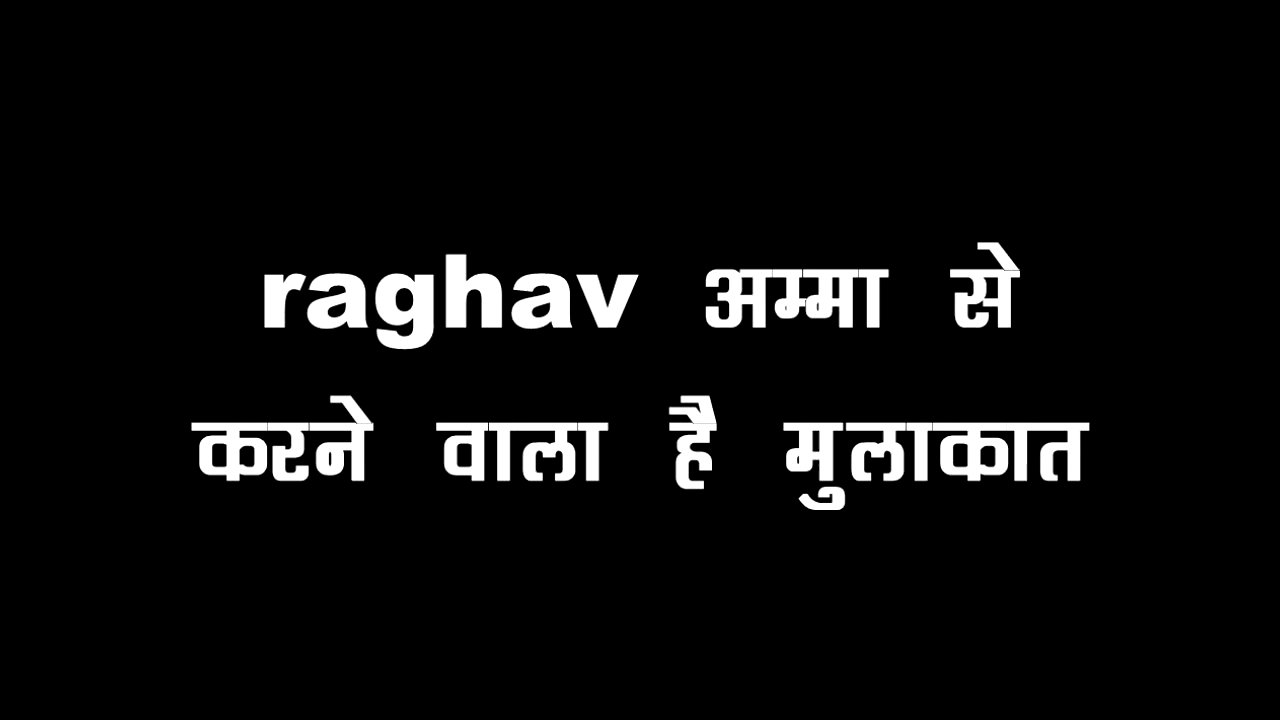 raghav अम्मा से
करने वाला है मुलाकात